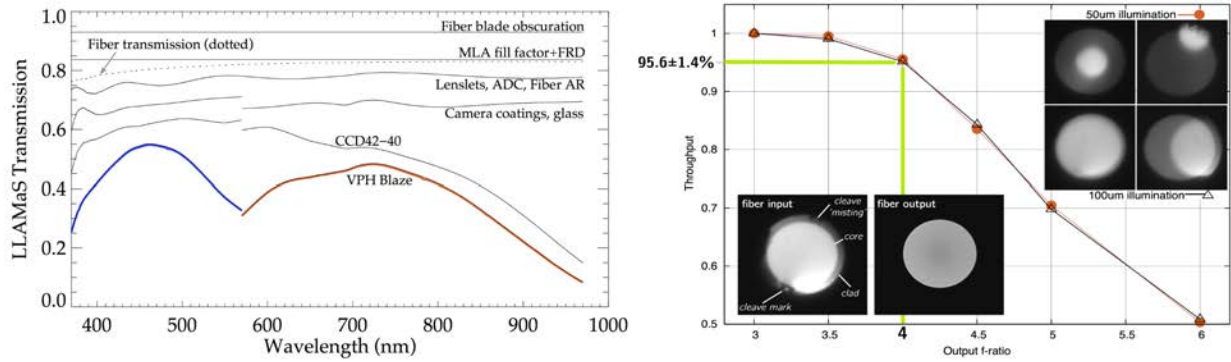 LLAMaS Transmission
1.0
0.8
0.6
0.4
0.2
0.0
Fiber blade obscuration
Fiber transmission (dotted)
MLA fill factor+FRD
Lenslets, ADC, Fiber AR
Camera coatings, glass
CCD42−40
VPH Blaze
400 500 600 700 800 900 1000
Wavelength (nm)
50um illumination
1
95.6±1.4%
0.9
0.8
0.7
0.6
0.5
Throughput
100um illumination
fiber input
cleave
'misting'
core
clad
cleave mark
fiber output
3 3.5 4 4.5 5 5.5 6
Output f-ratio